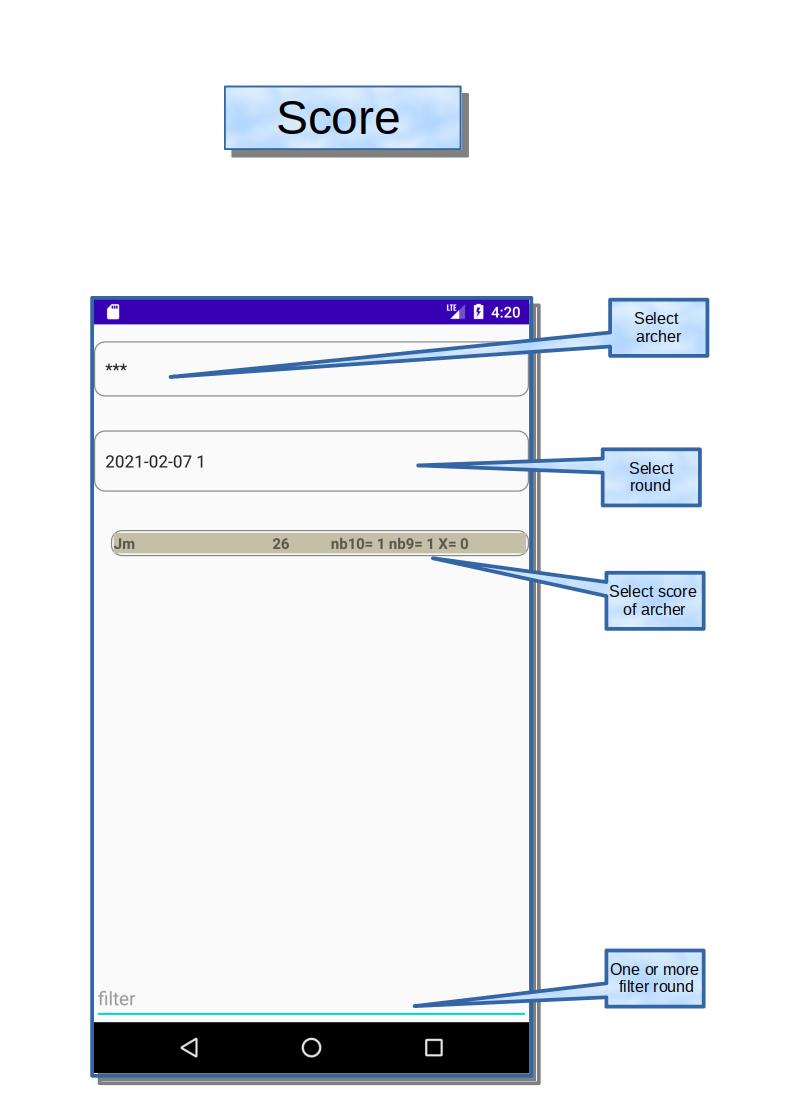 Score
LTE 4:20
Select
archer
***
2021-02-07 1
Select
round
Jm 26 nb10= 1 nb9= 1 X= 0
Select score
of archer
One or more
filter round
filter